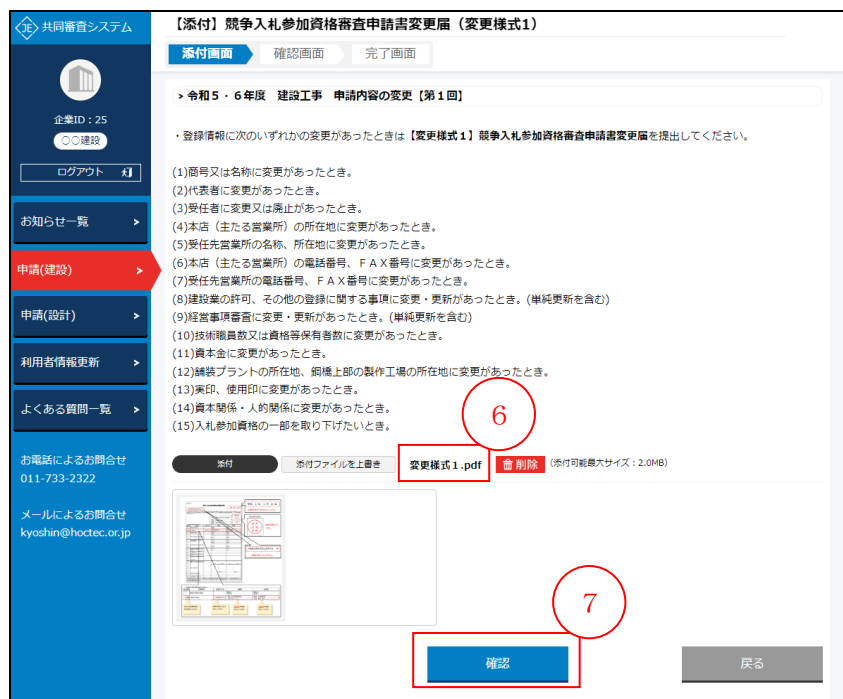 JE 共同審査システム
企業ID：25
〇〇建設
ログアウト
お知らせ一覧 >
申請(建設) >
申請(設計) >
利用者情報更新 >
よくある質問一覧 >
お電話によるお問合せ
011-733-2322
メールによるお問合せ
kyoshin@hoctec.or.jp
【添付】競争入札参加資格審査申請書変更届（変更様式1）
添付画面 確認画面 完了画面
> 令和５・６年度　建設工事　申請内容の変更【第１回】
・登録情報に次のいずれかの変更があったときは【変更様式１】競争入札参加資格審査申請書変更届を提出してください。
(1)商号又は名称に変更があったとき。
(2)代表者に変更があったとき。
(3)受任者に変更又は廃止があったとき。
(4)本店（主たる営業所）の所在地に変更があったとき。
(5)受任先営業所の名称、所在地に変更があったとき。
(6)本店（主たる営業所）の電話番号、ＦＡＸ番号に変更があったとき。
(7)受任先営業所の電話番号、ＦＡＸ番号に変更があったとき。
(8)建設業の許可、その他の登録に関する事項に変更・更新があったとき。(単純更新を含む)
(9)経営事項審査に変更・更新があったとき。(単純更新を含む)
(10)技術職員数又は資格等保有者数に変更があったとき。
(11)資本金に変更があったとき。
(12)舗装プラントの所在地、鋼橋上部の製作工場の所在地に変更があったとき。
(13)実印、使用印に変更があったとき。
(14)資本関係・人的関係に変更があったとき。
(15)入札参加資格の一部を取り下げたいとき。
6
添付 添付ファイルを上書き 変更様式１.pdf 削除 (添付可能最大サイズ：2.0MB)
7
確認 戻る